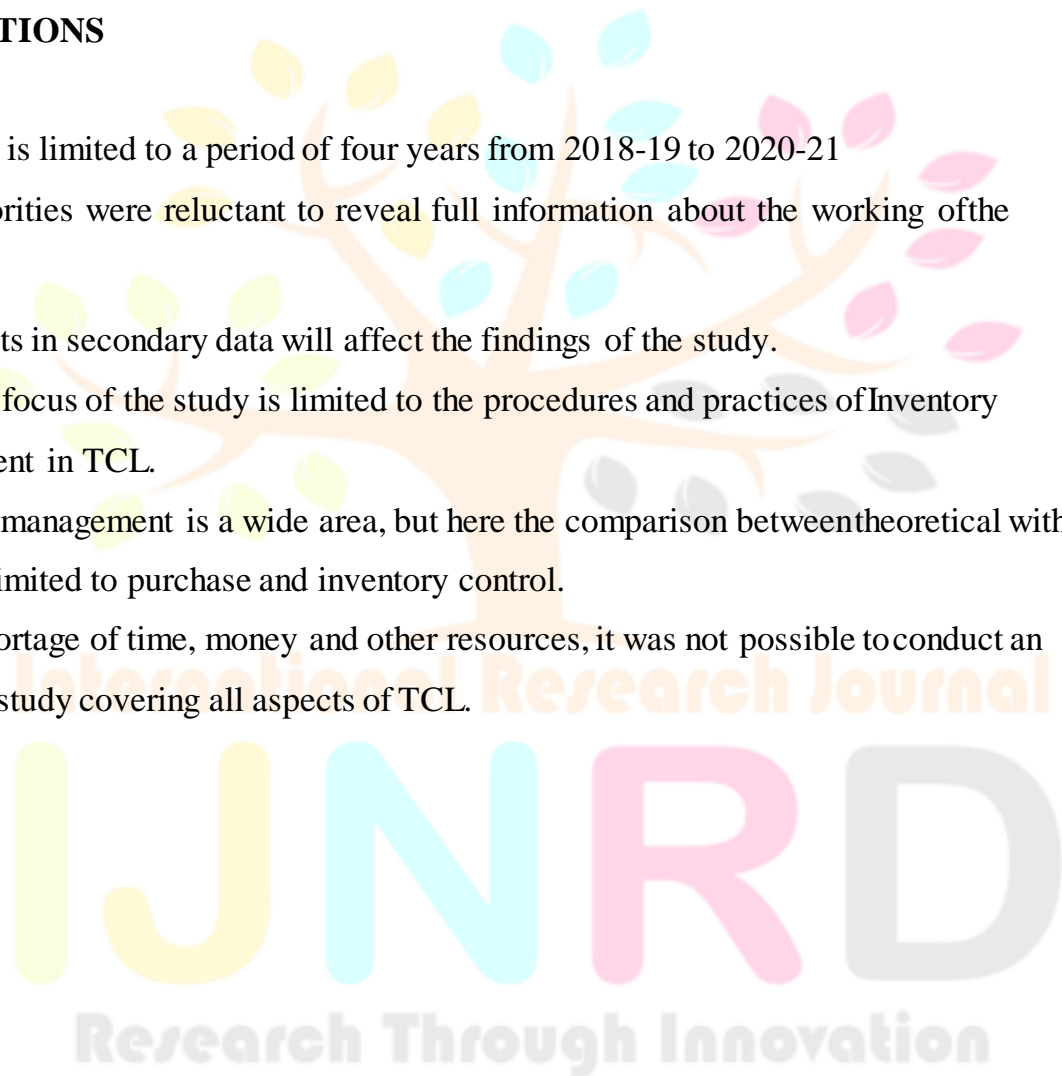 TIONS
is limited to a period of four years from 2018-19 to 2020-21
orities were reluctant to reveal full information about the working ofthe
ts in secondary data will affect the findings of the study.
focus of the study is limited to the procedures and practices ofInventory
ent in TCL.
management is a wide area, but here the comparison betweentheoretical with
imited to purchase and inventory control.
ortage of time, money and other resources, it was not possible toconduct an
study covering all aspects of TCL.
International Research Journal
IJNRD
Research Through Innovation